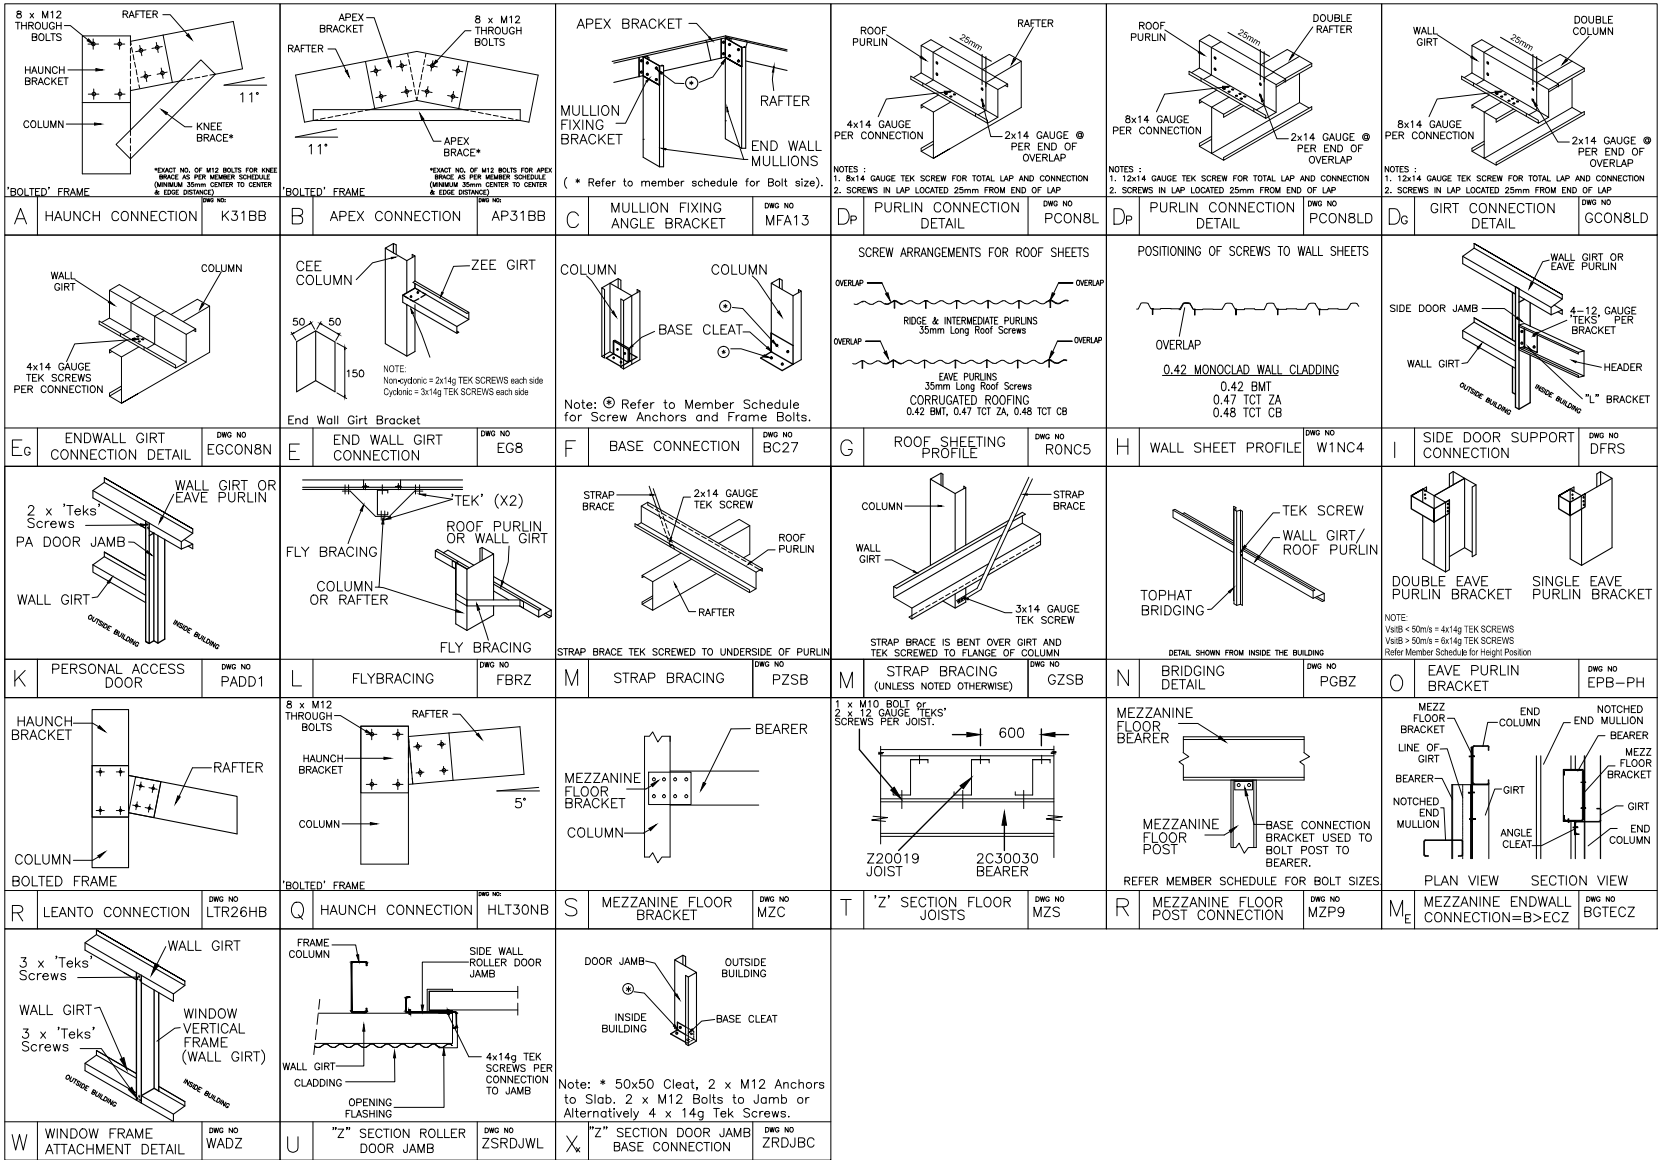 8 x M12
THROUGH
BOLTS
RAFTER
HAUNCH
BRACKET
11°
COLUMN
KNEE
BRACE*
*EXACT NO. OF M12 BOLTS FOR KNEE
BRACE AS PER MEMBER SCHEDULE
(MINIMUM 35mm CENTER TO CENTER
& EDGE DISTANCE)
'BOLTED' FRAME
A
HAUNCH CONNECTION
DWG NO:
K31BB
APEX
BRACKET
8 x M12
THROUGH
BOLTS
RAFTER
11°
APEX
BRACE*
*EXACT NO. OF M12 BOLTS FOR APEX
BRACE AS PER MEMBER SCHEDULE
(MINIMUM 35mm CENTER TO CENTER
& EDGE DISTANCE)
'BOLTED' FRAME
B
APEX CONNECTION
DWG NO:
AP31BB
APEX BRACKET
*
RAFTER
MULLION
FIXING
BRACKET
END WALL
MULLIONS
( * Refer to member schedule for Bolt size).
C
MULLION FIXING
ANGLE BRACKET
DWG NO
MFA13
ROOF
PURLIN
25mm
RAFTER
4x14 GAUGE
PER CONNECTION
2x14 GAUGE @
PER END OF
OVERLAP
NOTES :
1. 8x14 GAUGE TEK SCREW FOR TOTAL LAP AND CONNECTION
2. SCREWS IN LAP LOCATED 25mm FROM END OF LAP
DP
PURLIN CONNECTION
DETAIL
DWG NO
PCON8L
ROOF
PURLIN
25mm
DOUBLE
RAFTER
8x14 GAUGE
PER CONNECTION
2x14 GAUGE @
PER END OF
OVERLAP
NOTES :
1. 12x14 GAUGE TEK SCREW FOR TOTAL LAP AND CONNECTION
2. SCREWS IN LAP LOCATED 25mm FROM END OF LAP
DP
PURLIN CONNECTION
DETAIL
DWG NO
PCON8LD
WALL
GIRT
25mm
DOUBLE
COLUMN
8x14 GAUGE
PER CONNECTION
2x14 GAUGE @
PER END OF
OVERLAP
NOTES :
1. 12x14 GAUGE TEK SCREW FOR TOTAL LAP AND CONNECTION
2. SCREWS IN LAP LOCATED 25mm FROM END OF LAP
DG
GIRT CONNECTION
DETAIL
DWG NO
GCON8LD
WALL
GIRT
COLUMN
4x14 GAUGE
TEK SCREWS
PER CONNECTION
EG
ENDWALL GIRT
CONNECTION DETAIL
DWG NO
EGCON8N
CEE
COLUMN
ZEE GIRT
50
50
150
NOTE:
Non-cyclonic = 2x14g TEK SCREWS each side
Cyclonic = 3x14g TEK SCREWS each side
End Wall Girt Bracket
E
END WALL GIRT
CONNECTION
DWG NO
EG8
COLUMN
COLUMN
*
BASE CLEAT
*
Note: * Refer to Member Schedule
for Screw Anchors and Frame Bolts.
F
BASE CONNECTION
DWG NO
BC27
SCREW ARRANGEMENTS FOR ROOF SHEETS
OVERLAP
OVERLAP
RIDGE & INTERMEDIATE PURLINS
35mm Long Roof Screws
OVERLAP
OVERLAP
EAVE PURLINS
35mm Long Roof Screws
CORRUGATED ROOFING
0.42 BMT, 0.47 TCT ZA, 0.48 TCT CB
G
ROOF SHEETING
PROFILE
DWG NO
RONC5
POSITIONING OF SCREWS TO WALL SHEETS
OVERLAP
0.42 MONOCLAD WALL CLADDING
0.42 BMT
0.47 TCT ZA
0.48 TCT CB
H
WALL SHEET PROFILE
DWG NO
W1NC4
WALL GIRT OR
EAVE PURLIN
SIDE DOOR JAMB
4-12, GAUGE
'TEKS' PER
BRACKET
WALL GIRT
HEADER
OUTSIDE BUILDING
INSIDE BUILDING
"L" BRACKET
I
SIDE DOOR SUPPORT
CONNECTION
DWG NO
DFRS
WALL GIRT OR
EAVE PURLIN
2 x 'Teks'
Screws
PA DOOR JAMB
WALL GIRT
OUTSIDE BUILDING
INSIDE BUILDING
K
PERSONAL ACCESS
DOOR
DWG NO
PADD1
'TEK' (X2)
FLY BRACING
ROOF PURLIN
OR WALL GIRT
COLUMN
OR RAFTER
FLY BRACING
L
FLYBRACING
DWG NO
FBRZ
STRAP
BRACE
2x14 GAUGE
TEK SCREW
ROOF
PURLIN
RAFTER
STRAP BRACE TEK SCREWED TO UNDERSIDE OF PURLIN
M
STRAP BRACING
DWG NO
PZSB
COLUMN
STRAP
BRACE
WALL
GIRT
3x14 GAUGE
TEK SCREW
STRAP BRACE IS BENT OVER GIRT AND
TEK SCREWED TO FLANGE OF COLUMN
M
STRAP BRACING
(UNLESS NOTED OTHERWISE)
DWG NO
GZSB
TEK SCREW
WALL GIRT/
ROOF PURLIN
TOPHAT
BRIDGING
DETAIL SHOWN FROM INSIDE THE BUILDING
N
BRIDGING
DETAIL
DWG NO
PGBZ
DOUBLE EAVE
PURLIN BRACKET
SINGLE EAVE
PURLIN BRACKET
NOTE:
VsitB < 50m/s = 4x14g TEK SCREWS
VsitB > 50m/s = 6x14g TEK SCREWS
Refer Member Schedule for Height Position
O
EAVE PURLIN
BRACKET
DWG NO
EPB-PH
HAUNCH
BRACKET
RAFTER
COLUMN
BOLTED FRAME
R
LEANTO CONNECTION
DWG NO
LTR26HB
8 x M12
THROUGH
BOLTS
RAFTER
HAUNCH
BRACKET
5°
COLUMN
'BOLTED' FRAME
Q
HAUNCH CONNECTION
DWG NO:
HLT30NB
BEARER
MEZZANINE
FLOOR
BRACKET
COLUMN
S
MEZZANINE FLOOR
BRACKET
DWG NO
MZC
1 x M10 BOLT or
2 x 12 GAUGE 'TEKS'
SCREWS PER JOIST.
600
Z20019
JOIST
2C30030
BEARER
T
'Z' SECTION FLOOR
JOISTS
DWG NO
MZS
MEZZANINE
FLOOR
BEARER
MEZZANINE
FLOOR
POST
BASE CONNECTION
BRACKET USED TO
BOLT POST TO
BEARER.
REFER MEMBER SCHEDULE FOR BOLT SIZES.
R
MEZZANINE FLOOR
POST CONNECTION
DWG NO
MZP9
MEZZ
FLOOR
BRACKET
END
COLUMN
LINE OF
GIRT
BEARER
GIRT
NOTCHED
END
MULLION
PLAN VIEW
NOTCHED
END MULLION
BEARER
MEZZ
FLOOR
BRACKET
GIRT
ANGLE
CLEAT
END
COLUMN
SECTION VIEW
ME
MEZZANINE ENDWALL
CONNECTION=B>ECZ
DWG NO
BGTECZ
WALL GIRT
3 x 'Teks'
Screws
WALL GIRT
3 x 'Teks'
Screws
WINDOW
VERTICAL
FRAME
(WALL GIRT)
OUTSIDE BUILDING
INSIDE BUILDING
W
WINDOW FRAME
ATTACHMENT DETAIL
DWG NO
WADZ
FRAME
COLUMN
SIDE WALL
ROLLER DOOR
JAMB
WALL GIRT
CLADDING
4x14g TEK
SCREWS PER
CONNECTION
TO JAMB
OPENING
FLASHING
U
"Z" SECTION ROLLER
DOOR JAMB
DWG NO
ZSRDJWL
DOOR JAMB
OUTSIDE
BUILDING
*
INSIDE
BUILDING
BASE CLEAT
Note: * 50x50 Cleat, 2 x M12 Anchors
to Slab. 2 x M12 Bolts to Jamb or
Alternatively 4 x 14g Tek Screws.
X
"Z" SECTION DOOR JAMB
BASE CONNECTION
DWG NO
ZRDJBC